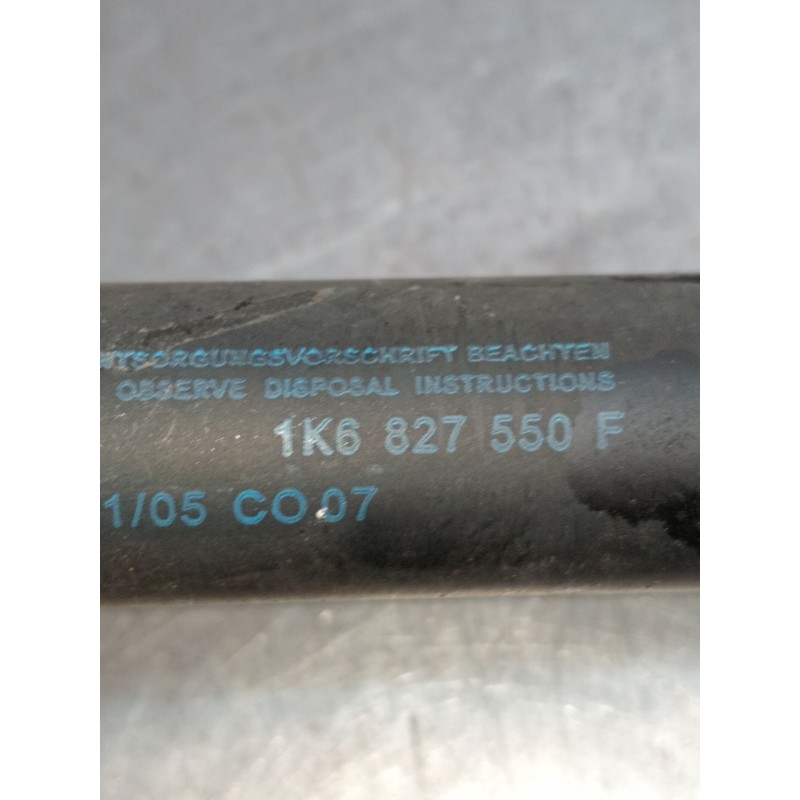 NTSORGUNGSVORSCHRIFT BEACHTEN
OBSERVE DISPOSAL INSTRUCTIONS
1K6 827 550 F
1/05 CO.07